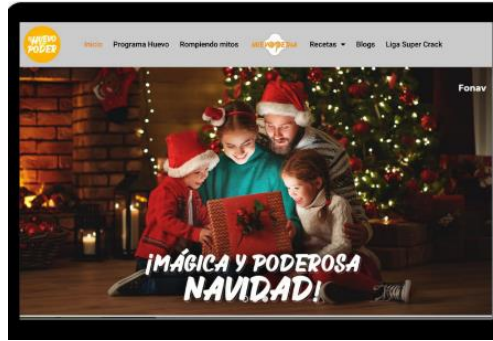 HUEVO
PODER
Inicio
Programa Huevo
Rompiendo mitos
Recetas
Blogs
Liga Super Crack
Fonav
¡MÁGICA Y PODEROSA
NAVIDAD!